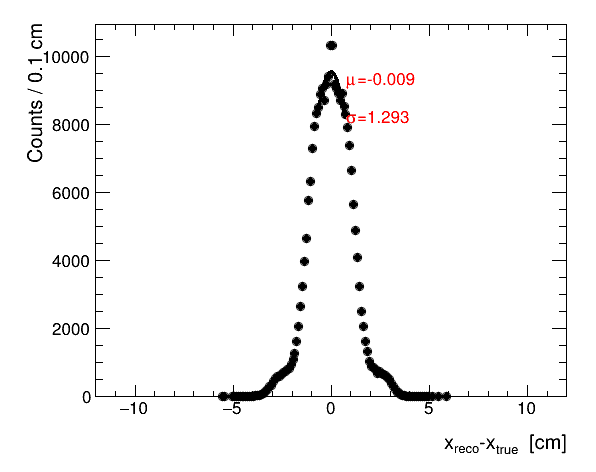 Counts / 0.1 cm
10000
8000
6000
4000
2000
0
μ=-0.009
σ=1.293
−10 −5 0 5 10
x_reco-x_true [cm]